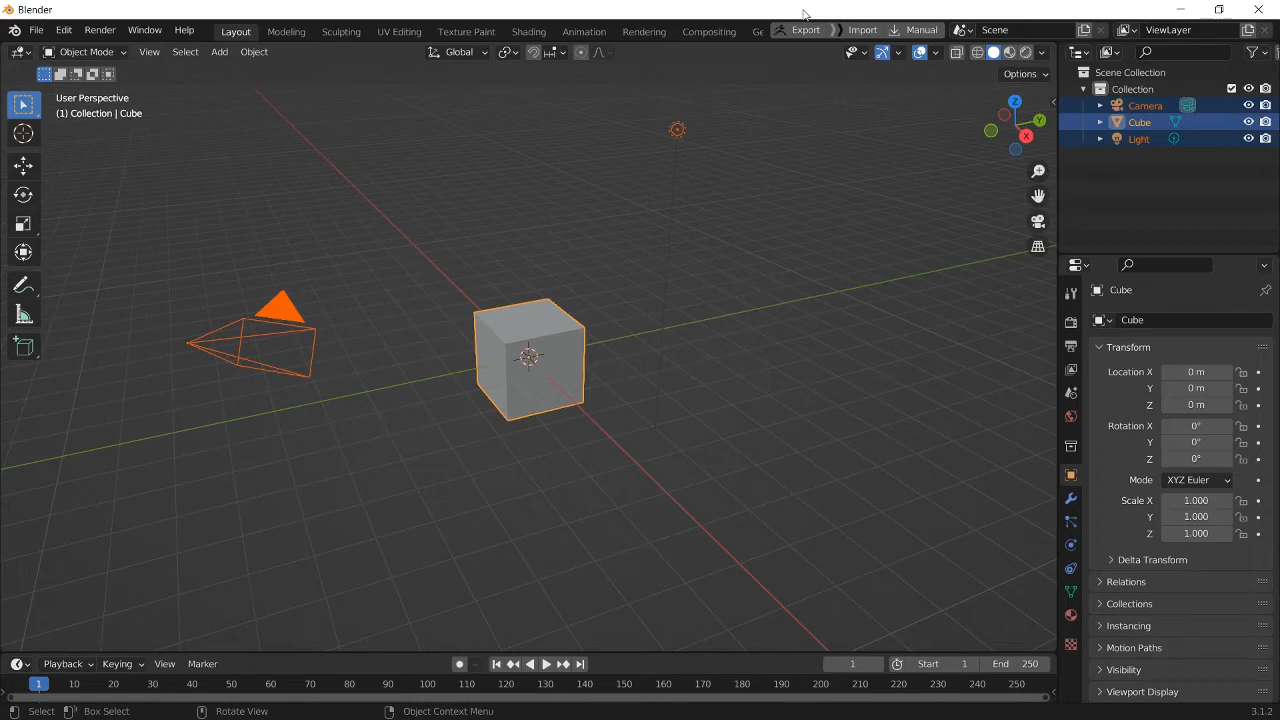 Blender
File Edit Render Window Help Layout Modeling Sculpting UV Editing Texture Paint Shading Animation Rendering Compositing Ge Export Import Manual Scene ViewLayer
Object Mode View Select Add Object Global
Options
User Perspective
(1) Collection | Cube
Z
Y
X
Scene Collection
Collection
Camera
Cube
Light
Cube
Cube
Transform
Location X 0 m
Y 0 m
Z 0 m
Rotation X 0°
Y 0°
Z 0°
Mode XYZ Euler
Scale X 1.000
Y 1.000
Z 1.000
Delta Transform
Relations
Collections
Instancing
Motion Paths
Visibility
Viewport Display
Playback Keying View Marker 1 Start 1 End 250
1 10 20 30 40 50 60 70 80 90 100 110 120 130 140 150 160 170 180 190 200 210 220 230 240 250
Select Box Select Rotate View Object Context Menu 3.1.2